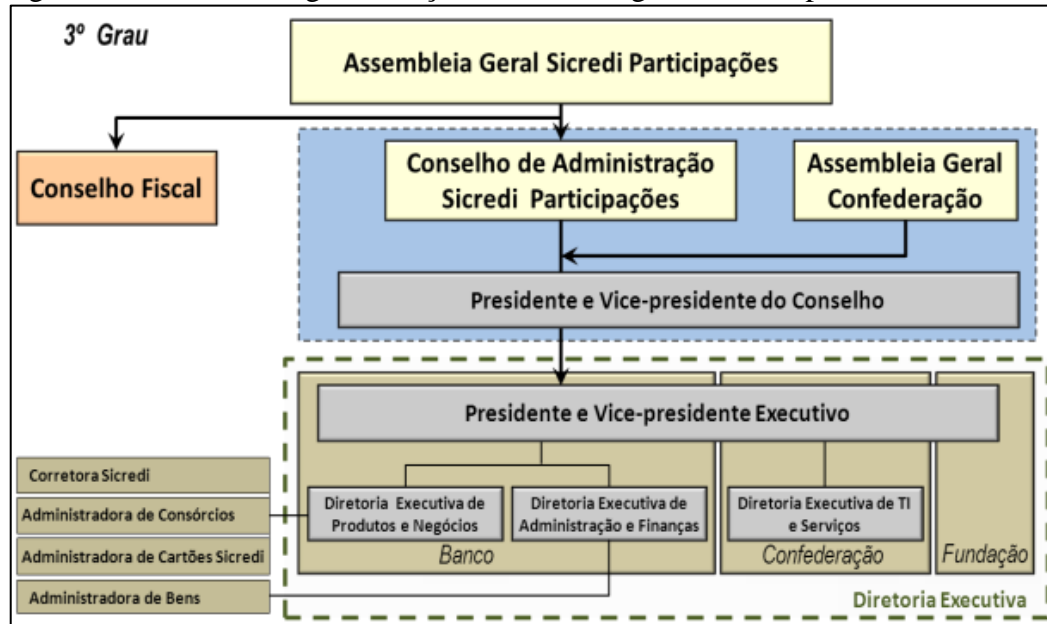 3º Grau
Assembleia Geral Sicredi Participações
Conselho Fiscal
Conselho de Administração
Sicredi Participações
Assembleia Geral
Confederação
Presidente e Vice-presidente do Conselho
Presidente e Vice-presidente Executivo
Corretora Sicredi
Administradora de Consórcios
Administradora de Cartões Sicredi
Administradora de Bens
Diretoria Executiva de
Produtos e Negócios
Diretoria Executiva de
Administração e Finanças
Diretoria Executiva de TI
e Serviços
Banco
Confederação
Fundação
Diretoria Executiva